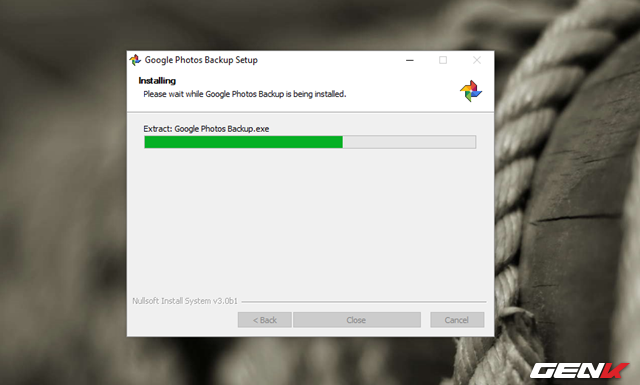 Google Photos Backup Setup
Installing
Please wait while Google Photos Backup is being installed.
Extract: Google Photos Backup.exe
Nullsoft Install System v3.0b1
< Back
Close
Cancel
GENK